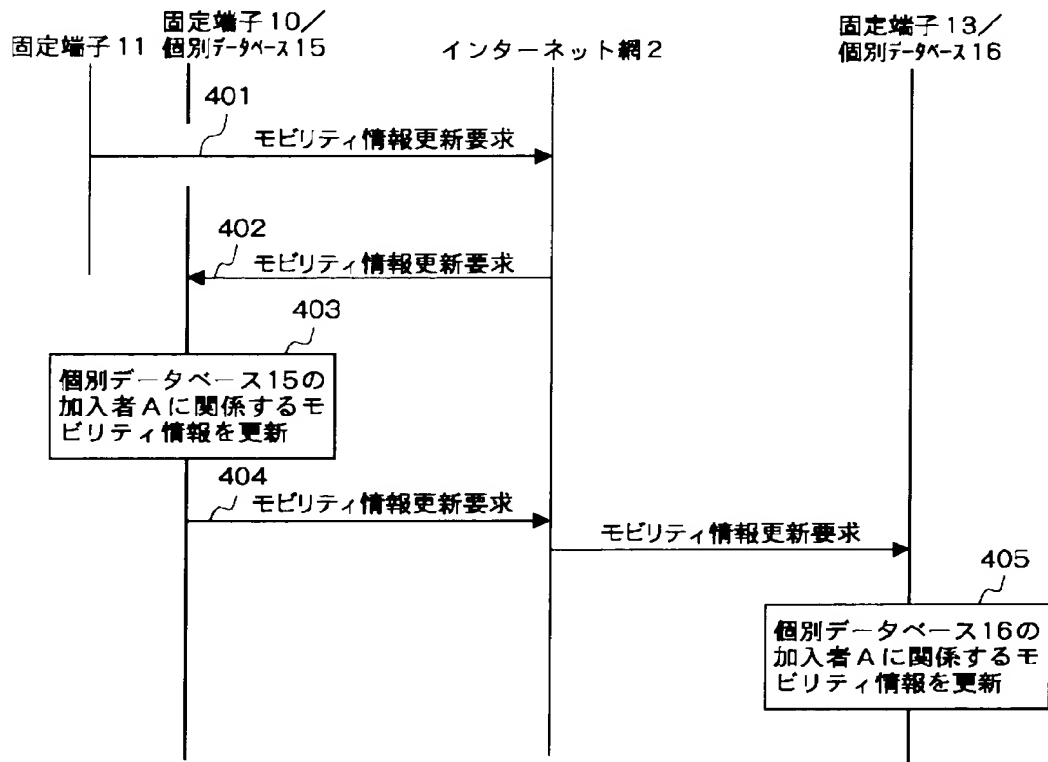 固定端子11
固定端子10／
個別データベース15
インターネット網2
固定端子13／
個別データベース16
401
モビリティ情報更新要求
402
モビリティ情報更新要求
403
個別データベース15の
加入者Aに関係するモ
ビリティ情報を更新
404
モビリティ情報更新要求
モビリティ情報更新要求
405
個別データベース16の
加入者Aに関係するモ
ビリティ情報を更新